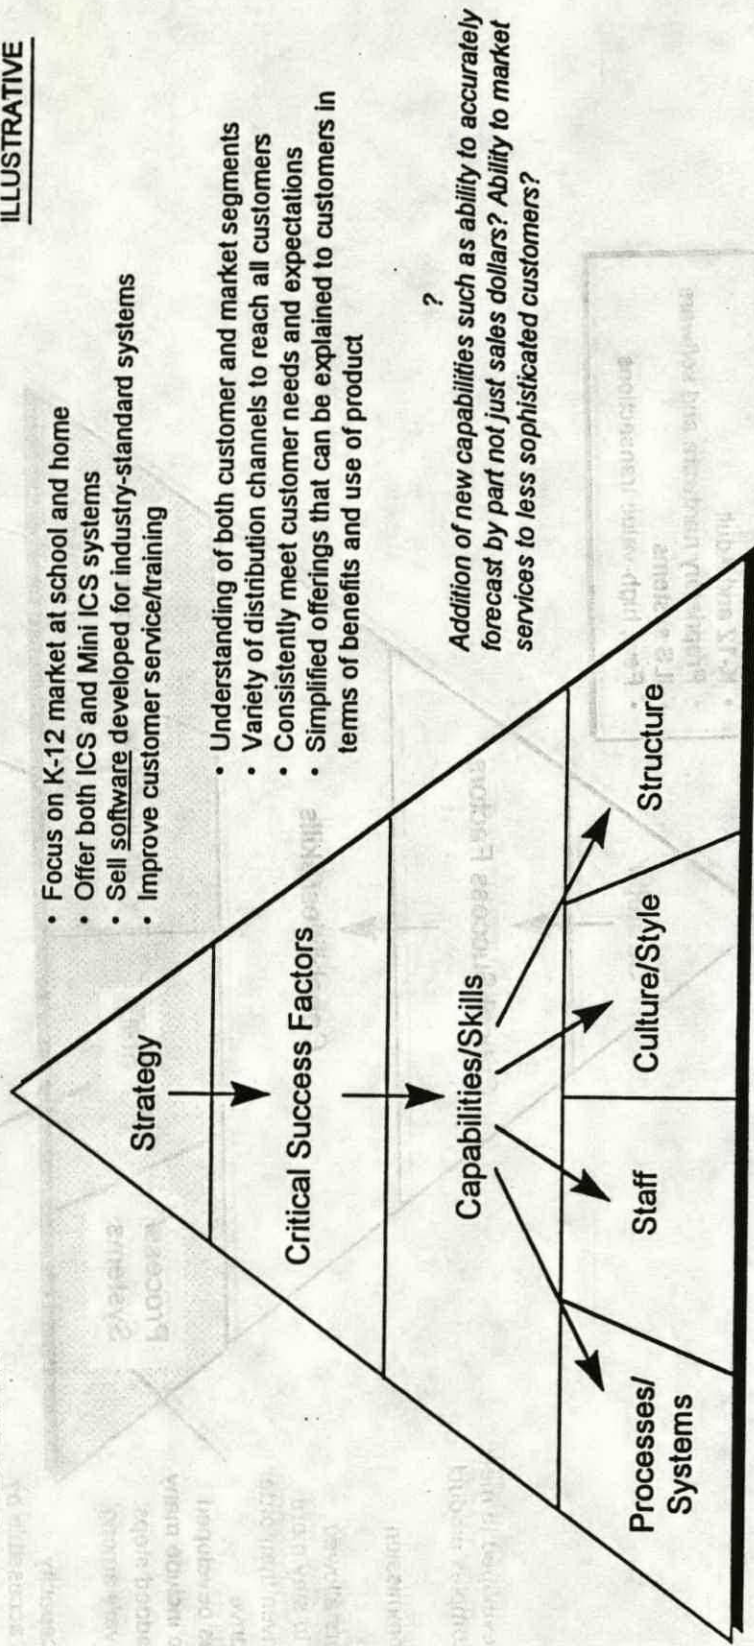 ILLUSTRATIVE
Strategy
• Focus on K-12 market at school and home
• Offer both ICS and Mini ICS systems
• Sell software developed for industry-standard systems
• Improve customer service/training
Critical Success Factors
• Understanding of both customer and market segments
• Variety of distribution channels to reach all customers
• Consistently meet customer needs and expectations
• Simplified offerings that can be explained to customers in
terms of benefits and use of product
Capabilities/Skills
?
Addition of new capabilities such as ability to accurately
forecast by part not just sales dollars? Ability to market
services to less sophisticated customers?
Processes/
Systems
Staff
Culture/Style
Structure